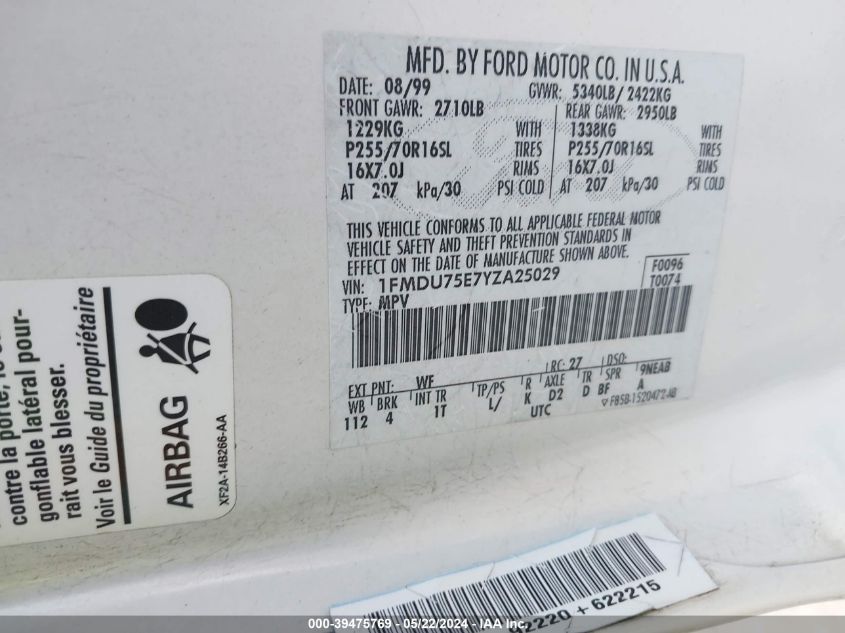 MFD. BY FORD MOTOR CO. IN U.S.A.
DATE: 08/99 GVWR: 5340LB/ 2422KG
FRONT GAWR: 2710LB REAR GAWR: 2950LB
1229KG WITH 1338KG WITH
P255/70R16SL TIRES P255/70R16SL TIRES
16X7.0J RIMS 16X7.0J RIMS
AT 207 kPa/30 PSI COLD AT 207 kPa/30 PSI COLD
THIS VEHICLE CONFORMS TO ALL APPLICABLE FEDERAL MOTOR
VEHICLE SAFETY AND THEFT PREVENTION STANDARDS IN
EFFECT ON THE DATE OF MANUFACTURE SHOWN ABOVE.
VIN: 1FMDU75E7YZA25029 F0096
TYPE: MPV T0074
EXT PNT: WF RC: 27 DSO:
WB BRK INT TR TP/PS R AXLE TR SPR 9NEAB
112 4 1T L/ K D2 D BF A
UTC ▽F85B-1520472-AB
contre la porte,
gonflable latéral pour-
rait vous blesser.
Voir le Guide du propriétaire
AIRBAG
XF2A-14B266-AA
+ 622215
000-39475769 - 05/22/2024 - IAA Inc.